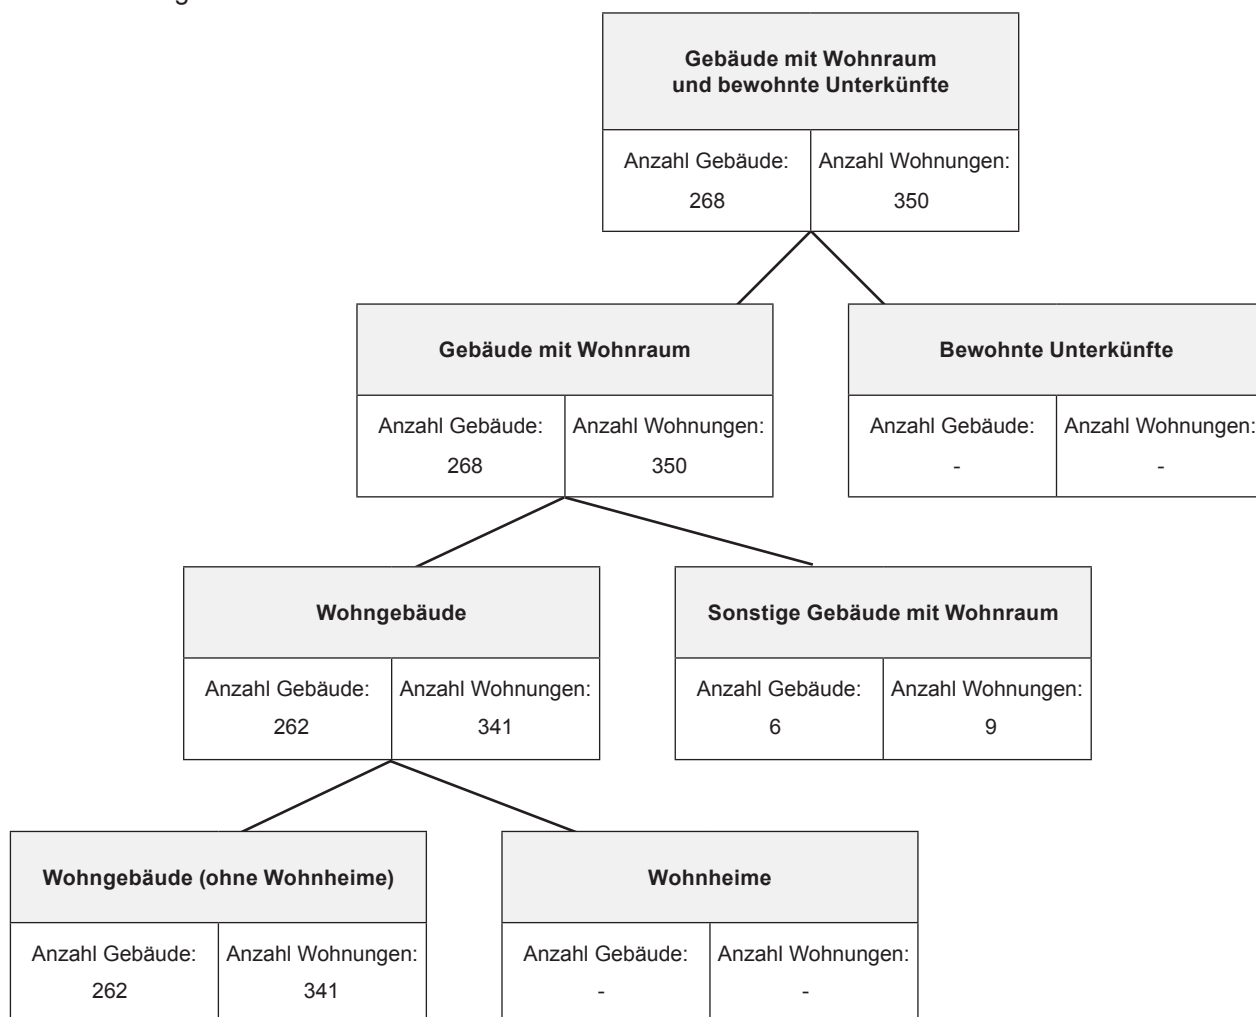 Gebäude mit Wohnraum
und bewohnte Unterkünfte
Anzahl Gebäude: Anzahl Wohnungen:
268 350
Gebäude mit Wohnraum Bewohnte Unterkünfte
Anzahl Gebäude: Anzahl Wohnungen: Anzahl Gebäude: Anzahl Wohnungen:
268 350 - -
Wohngebäude Sonstige Gebäude mit Wohnraum
Anzahl Gebäude: Anzahl Wohnungen: Anzahl Gebäude: Anzahl Wohnungen:
262 341 6 9
Wohngebäude (ohne Wohnheime) Wohnheime
Anzahl Gebäude: Anzahl Wohnungen: Anzahl Gebäude: Anzahl Wohnungen:
262 341 - -